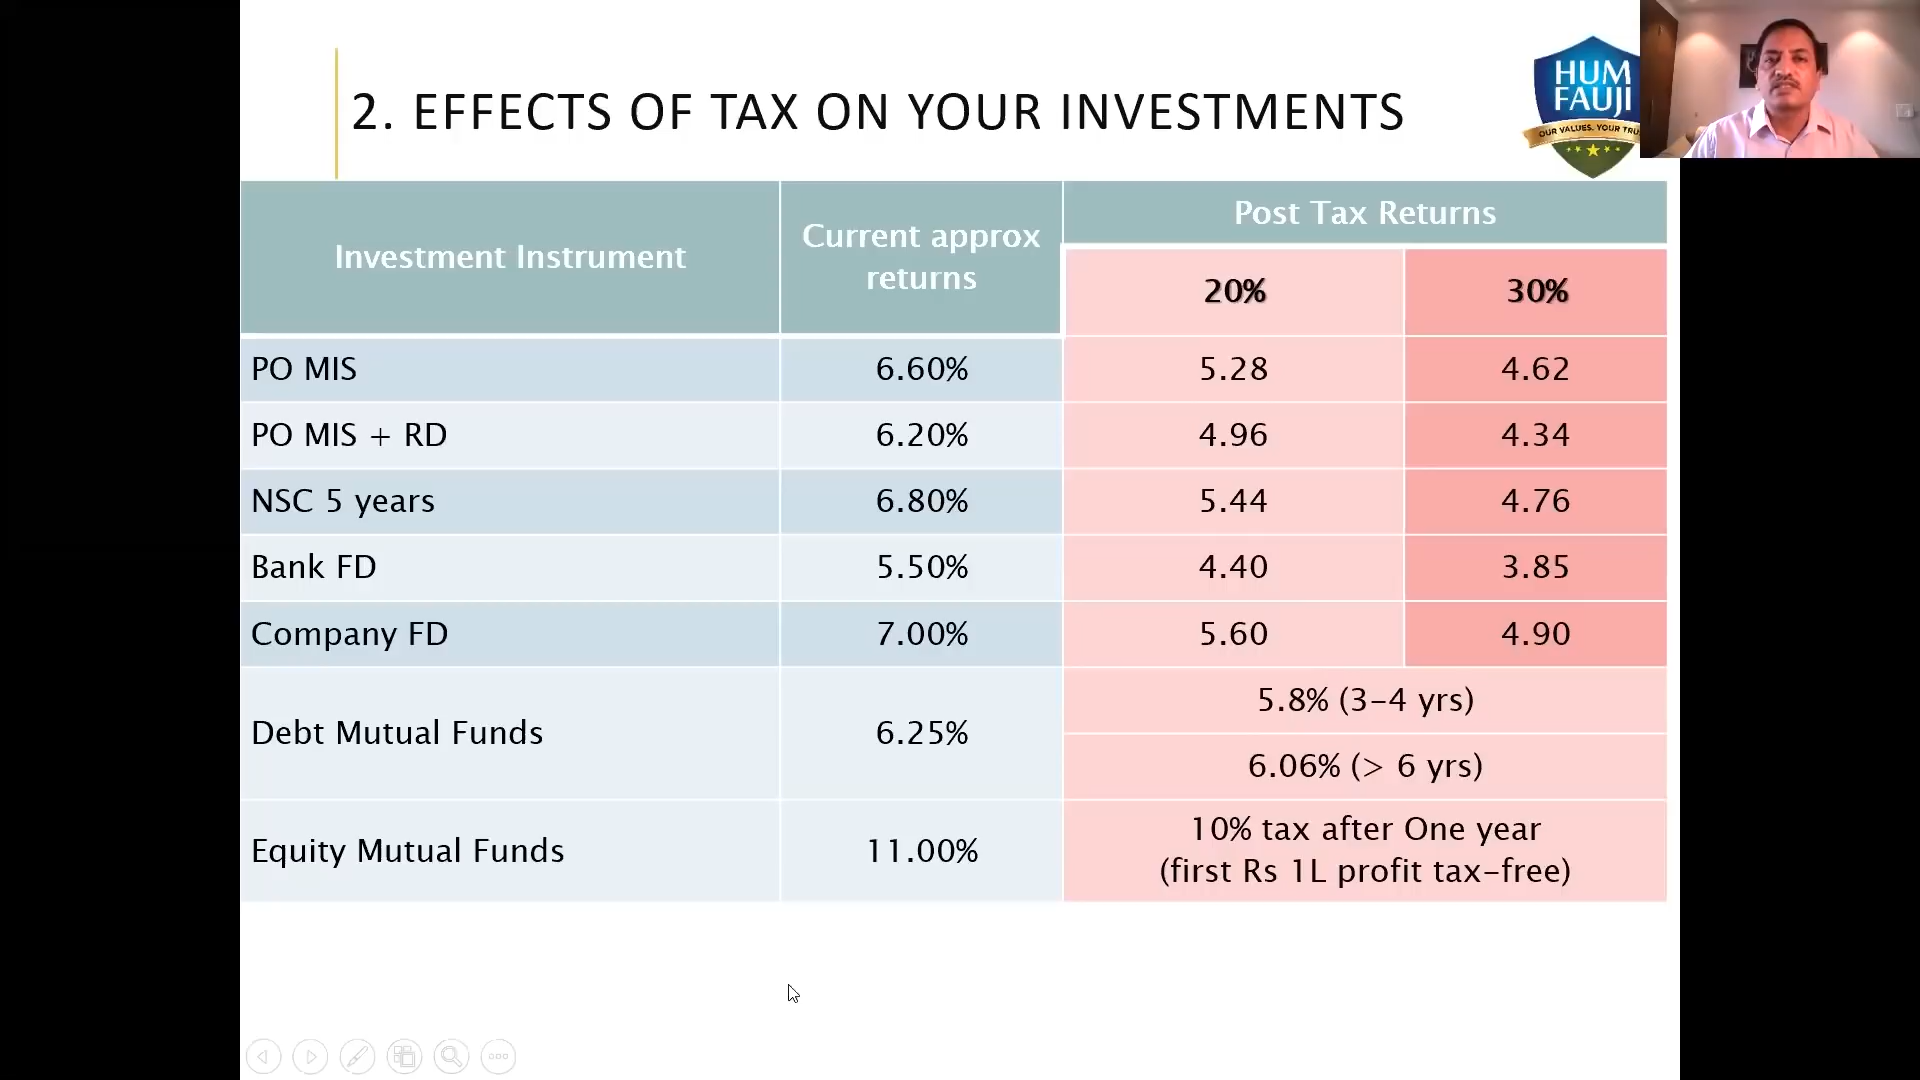 2. EFFECTS OF TAX ON YOUR INVESTMENTS
HUM
FAUJI
OUR VALUES. YOUR
Investment Instrument
Current approx
returns
Post Tax Returns
20%
30%
PO MIS
6.60%
5.28
4.62
PO MIS + RD
6.20%
4.96
4.34
NSC 5 years
6.80%
5.44
4.76
Bank FD
5.50%
4.40
3.85
Company FD
7.00%
5.60
4.90
Debt Mutual Funds
6.25%
5.8% (3-4 yrs)
6.06% (> 6 yrs)
Equity Mutual Funds
11.00%
10% tax after One year
(first Rs 1L profit tax-free)